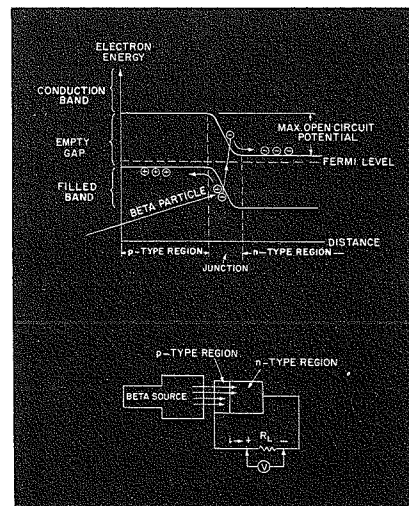 ELECTRON
ENERGY
CONDUCTION
BAND
MAX. OPEN CIRCUIT
POTENTIAL
EMPTY
GAP
FERMI LEVEL
FILLED
BAND
BETA PARTICLE
DISTANCE
p-TYPE REGION
n-TYPE REGION
JUNCTION
p-TYPE REGION
n-TYPE REGION
BETA SOURCE
i
+
RL
−
V